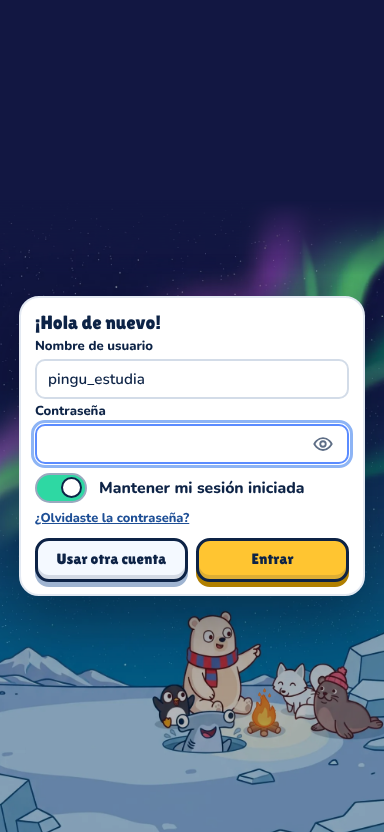 ¡Hola de nuevo!
Nombre de usuario
pingu_estudia
Contraseña
Mantener mi sesión iniciada
¿Olvidaste la contraseña?
Usar otra cuenta
Entrar